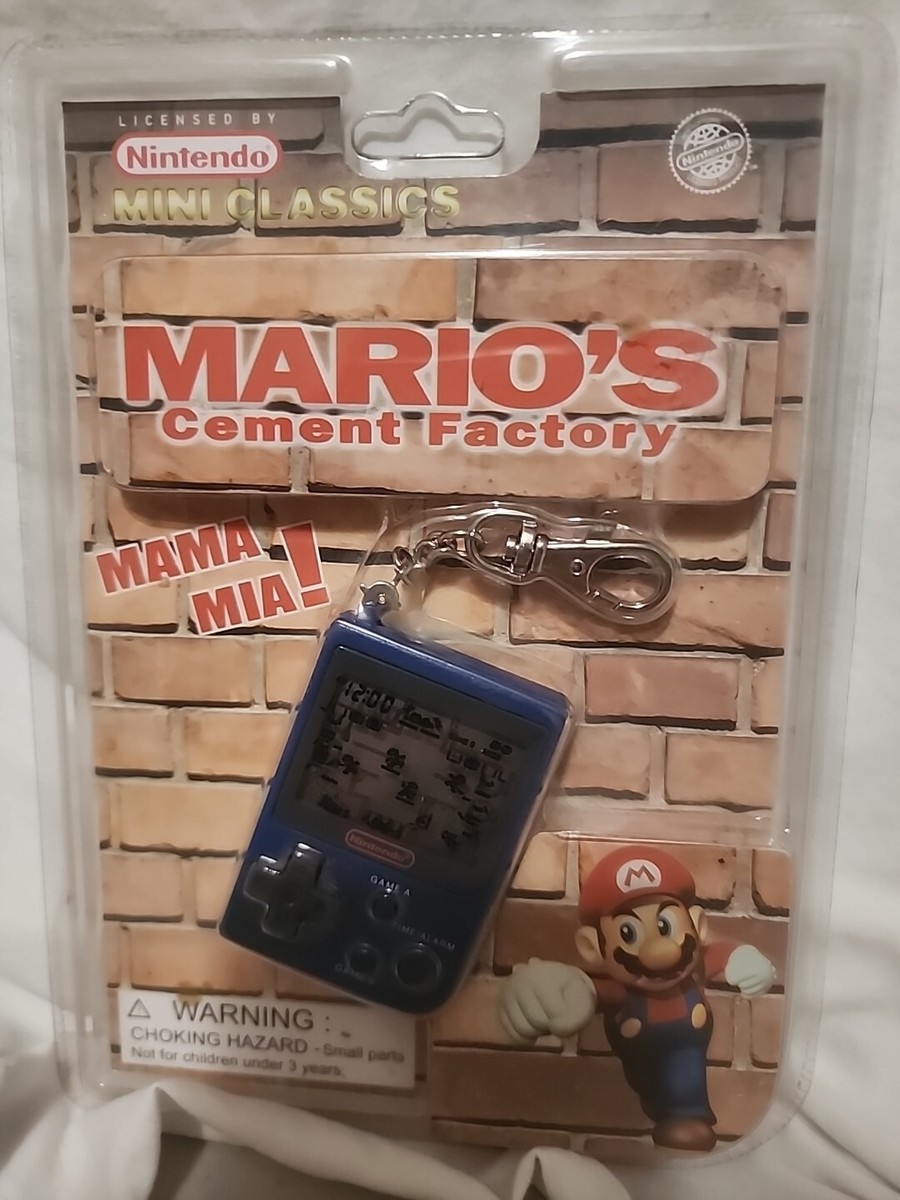 LICENSED BY
Nintendo
MINI CLASSICS
Nintendo
MARIO'S
Cement Factory
MAMA
MIA!
12:00
Nintendo
GAME A
TIME/ALARM
WARNING :
CHOKING HAZARD - Small parts
Not for children under 3 years.
M